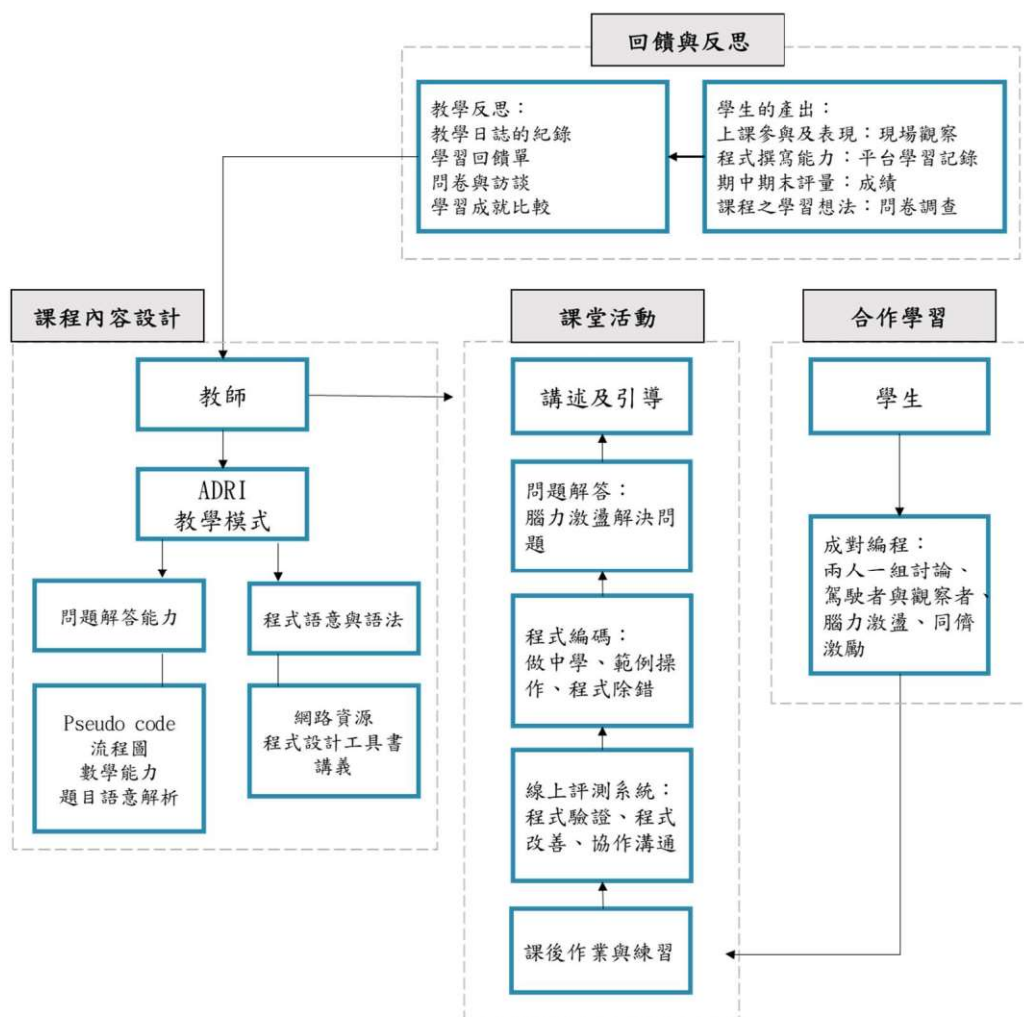 回饋與反思
教學反思：
教學日誌的紀錄
學習回饋單
問卷與訪談
學習成就比較
學生的產出：
上課參與及表現：現場觀察
程式撰寫能力：平台學習記錄
期中期末評量：成績
課程之學習想法：問卷調查
課程內容設計
教師
ADRI
教學模式
問題解答能力
程式語意與語法
Pseudo code
流程圖
數學能力
題目語意解析
網路資源
程式設計工具書
講義
課堂活動
講述及引導
問題解答：
腦力激盪解決問
題
程式編碼：
做中學、範例操
作、程式除錯
線上評測系統：
程式驗證、程式
改善、協作溝通
課後作業與練習
合作學習
學生
成對編程：
兩人一組討論、
駕駛者與觀察者、
腦力激盪、同儕
激勵